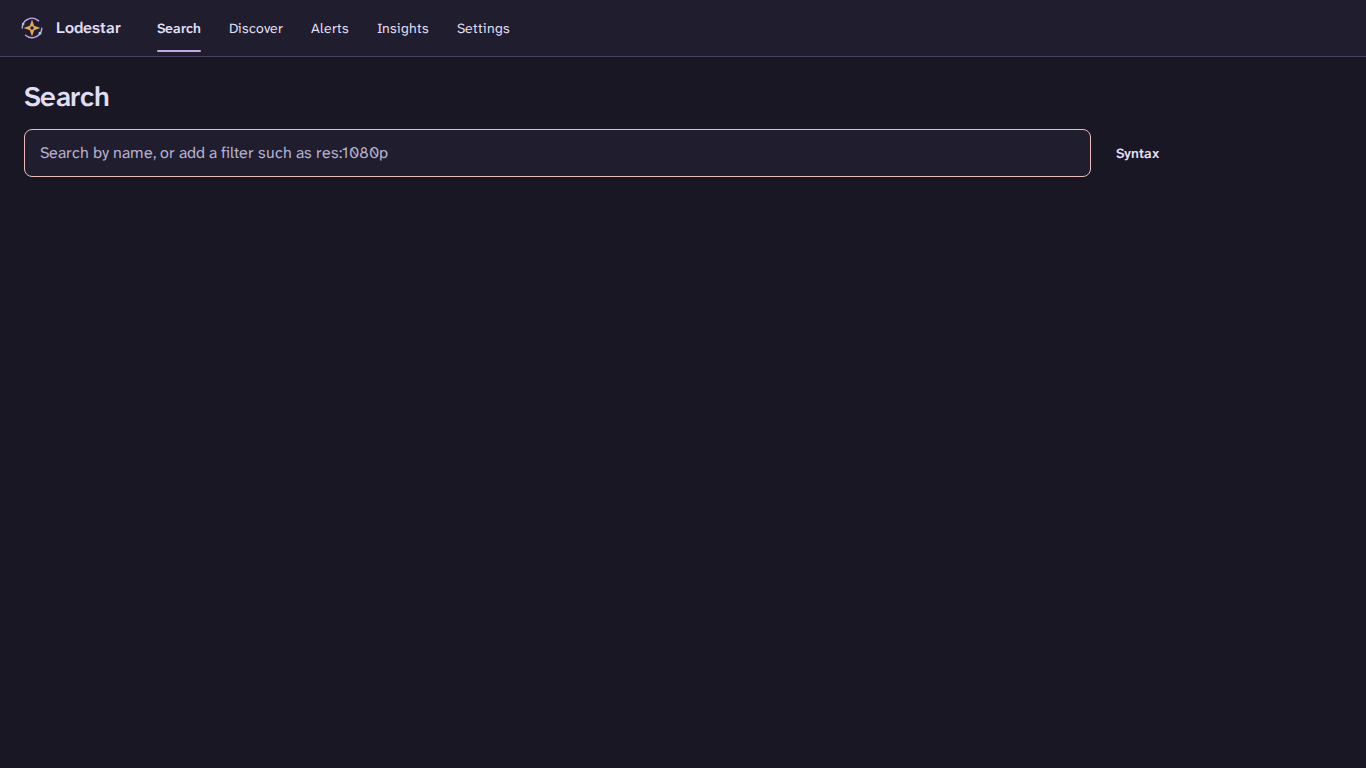 Lodestar Search Discover Alerts Insights Settings
Search
Search by name, or add a filter such as res:1080p Syntax